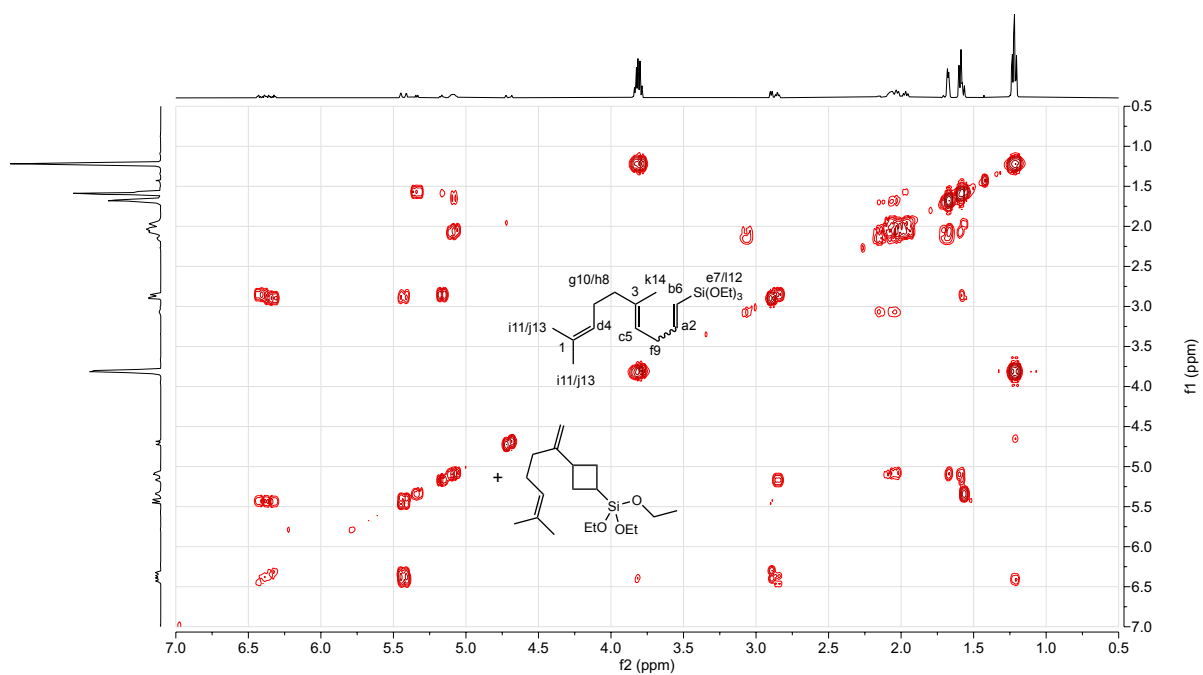 0.5
1.0
1.5
2.0
2.5
3.0
3.5
4.0
4.5
5.0
5.5
6.0
6.5
7.0
f1 (ppm)
e7/l12
k14
b6
g10/h8
3
Si(OEt)3
i11/j13
d4
a2
c5
1
f9
i11/j13
+
O
Si
EtO
OEt
7.0 6.5 6.0 5.5 5.0 4.5 4.0 3.5 3.0 2.5 2.0 1.5 1.0 0.5
f2 (ppm)